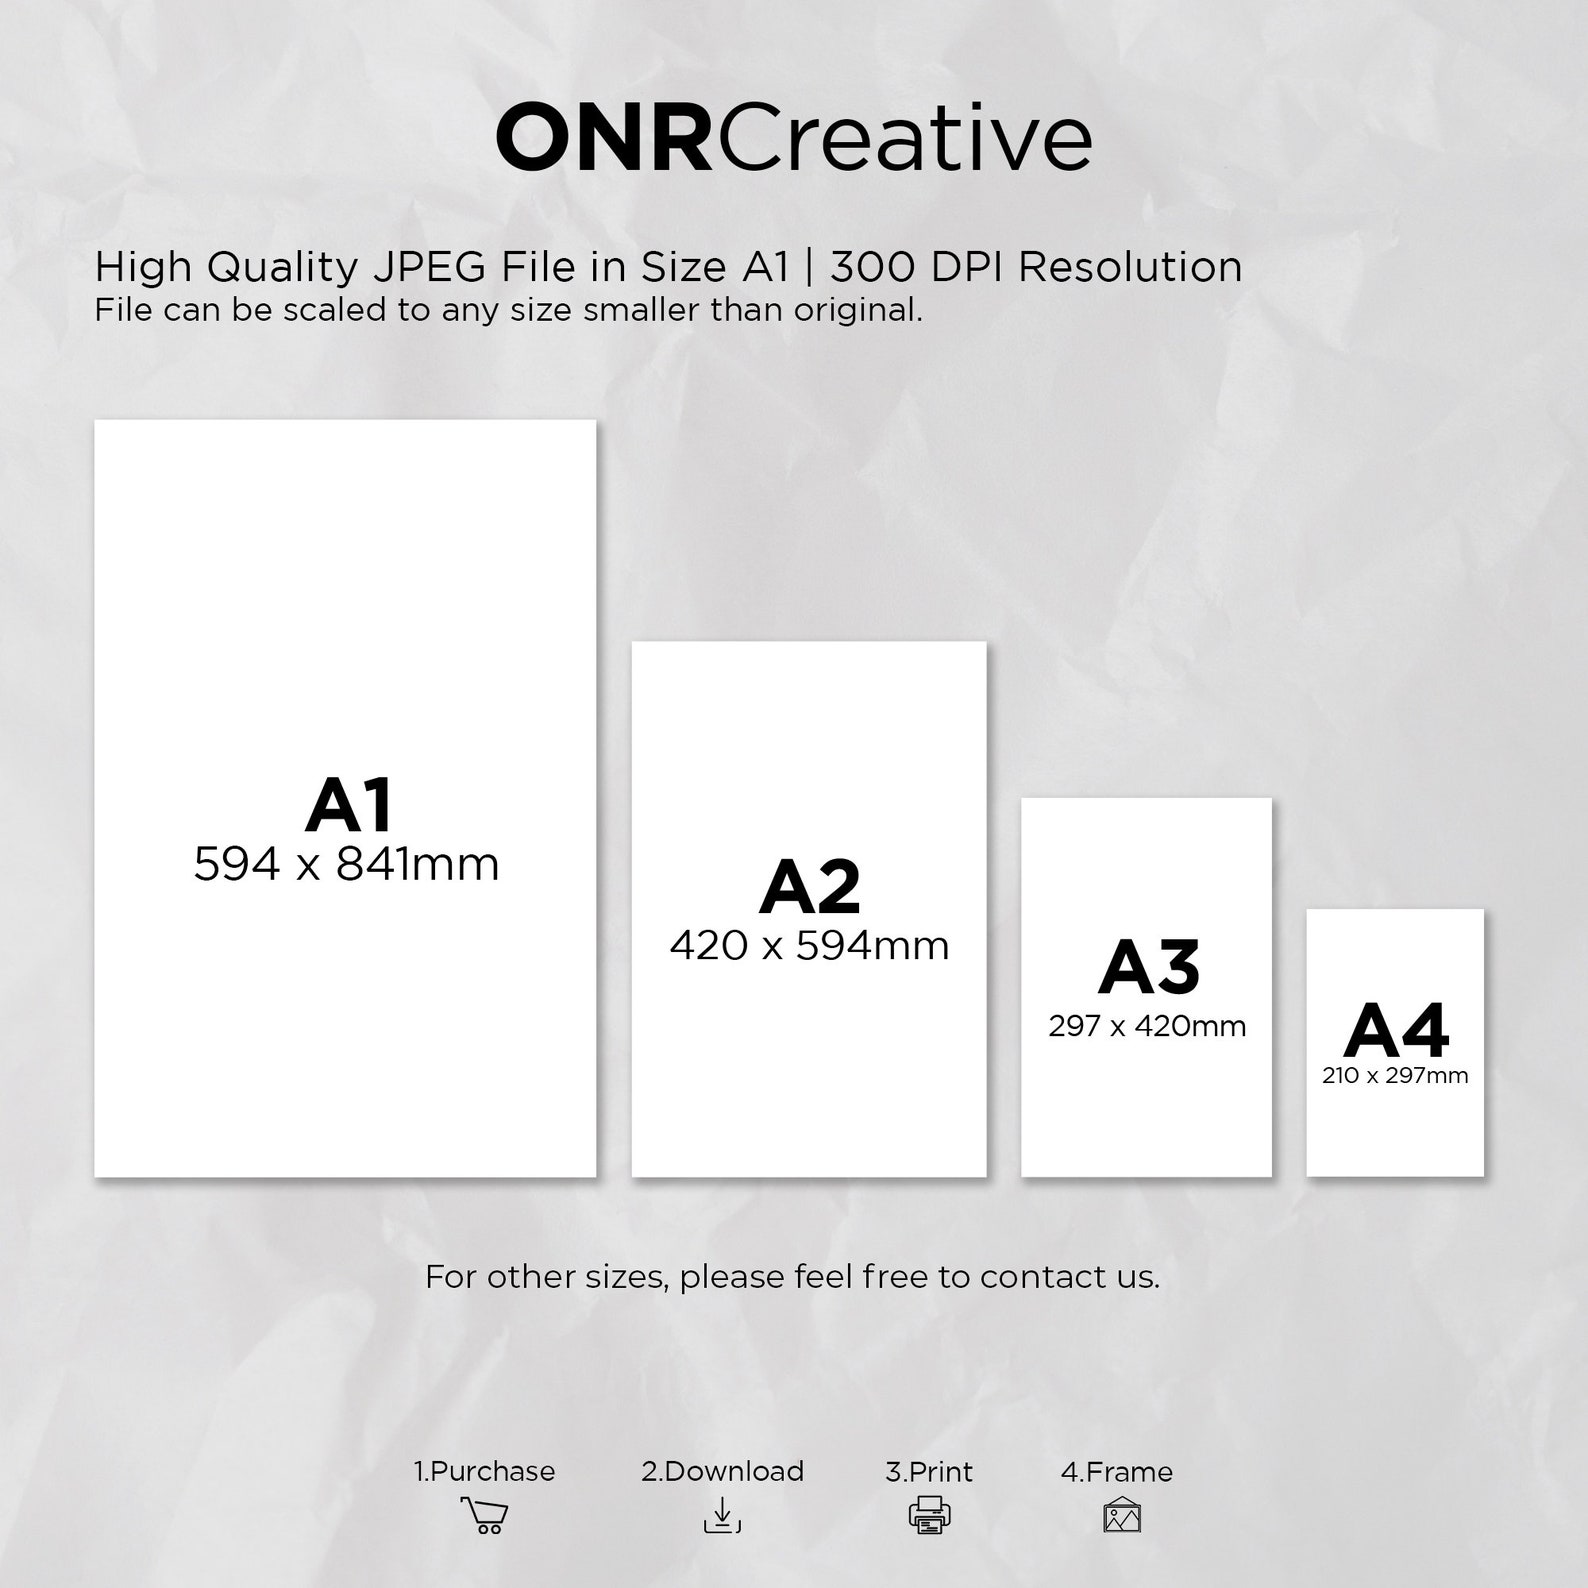 ONRCreative
High Quality JPEG File in Size A1 | 300 DPI Resolution
File can be scaled to any size smaller than original.
A1
594 x 841mm
A2
420 x 594mm
A3
297 x 420mm
A4
210 x 297mm
For other sizes, please feel free to contact us.
1.Purchase
2.Download
3.Print
4.Frame